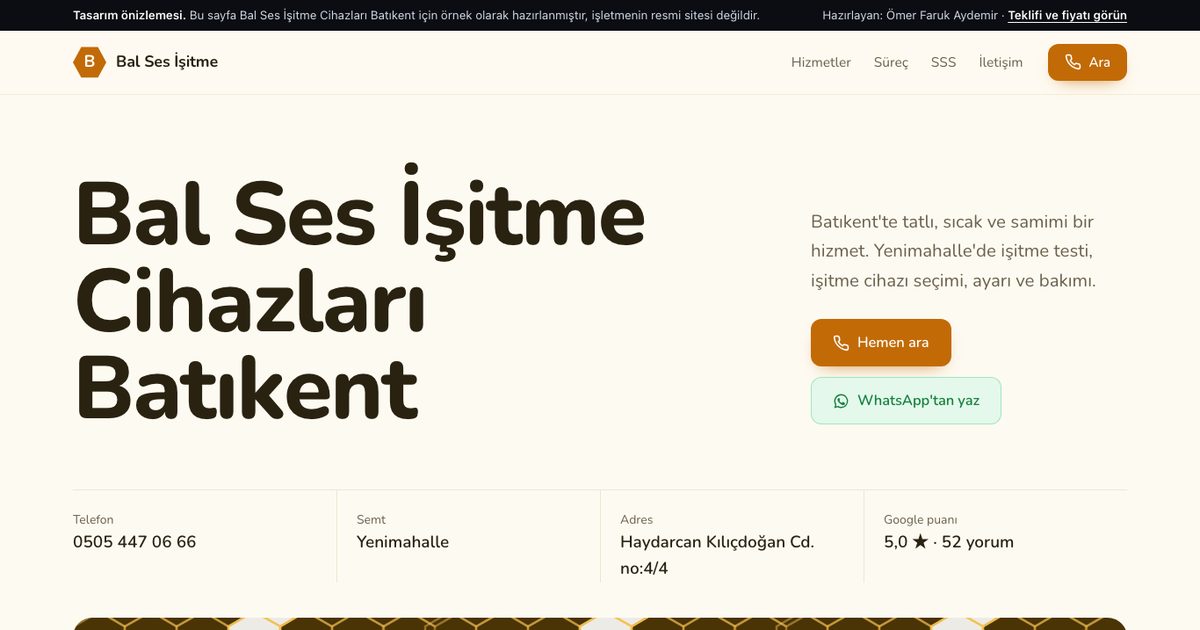 Tasarım önizlemesi. Bu sayfa Bal Ses İşitme Cihazları Batıkent için örnek olarak hazırlanmıştır, işletmenin resmi sitesi değildir.
Hazırlayan: Ömer Faruk Aydemir · Teklifi ve fiyatı görün
B
Bal Ses İşitme
Hizmetler
Süreç
SSS
İletişim
Ara
Bal Ses İşitme
Cihazları
Batıkent
Batıkent'te tatlı, sıcak ve samimi bir
hizmet. Yenimahalle'de işitme testi,
işitme cihazı seçimi, ayarı ve bakımı.
Hemen ara
WhatsApp'tan yaz
Telefon
0505 447 06 66
Semt
Yenimahalle
Adres
Haydarcan Kılıçdoğan Cd.
no:4/4
Google puanı
5,0 ★ · 52 yorum